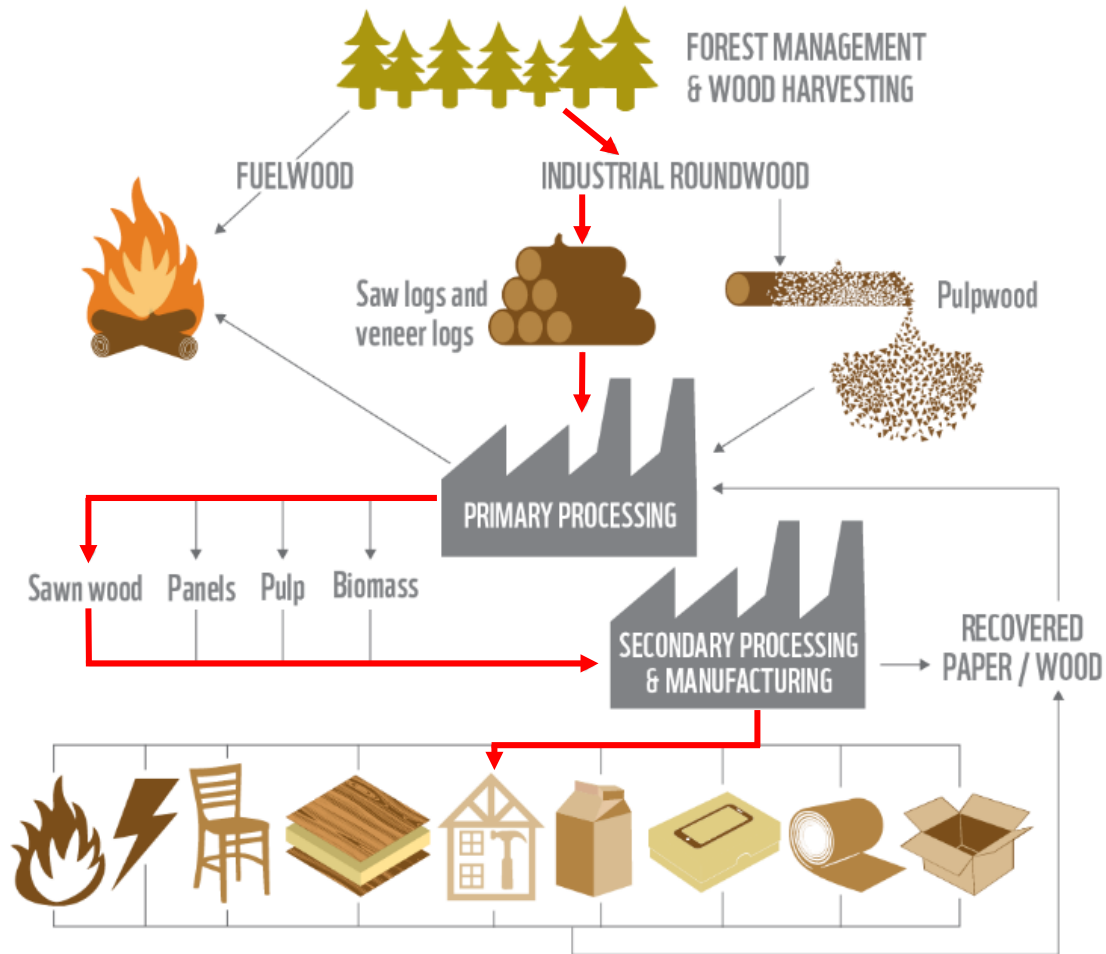 FOREST MANAGEMENT
& WOOD HARVESTING
FUELWOOD
INDUSTRIAL ROUNDWOOD
Saw logs and
veneer logs
Pulpwood
PRIMARY PROCESSING
Sawn wood
Panels
Pulp
Biomass
SECONDARY PROCESSING
& MANUFACTURING
RECOVERED
PAPER / WOOD